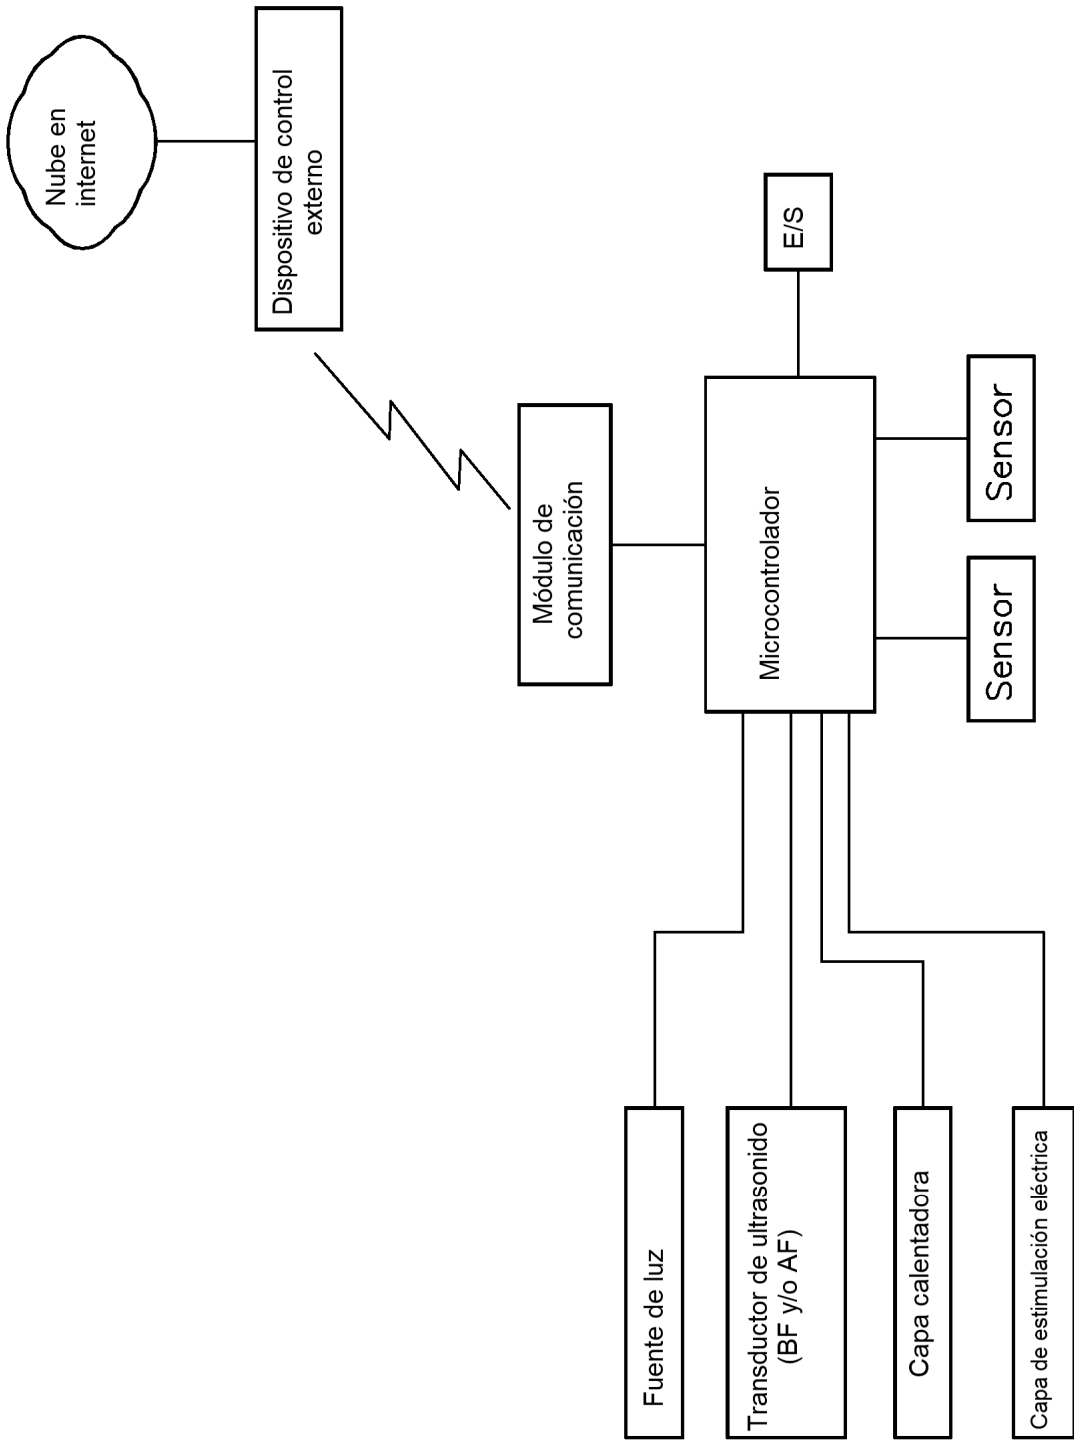 Nube en
internet
Dispositivo de control
externo
E/S
Módulo de
comunicación
Microcontrolador
Sensor
Sensor
Fuente de luz
Transductor de ultrasonido
(BF y/o AF)
Capa calentadora
Capa de estimulación eléctrica